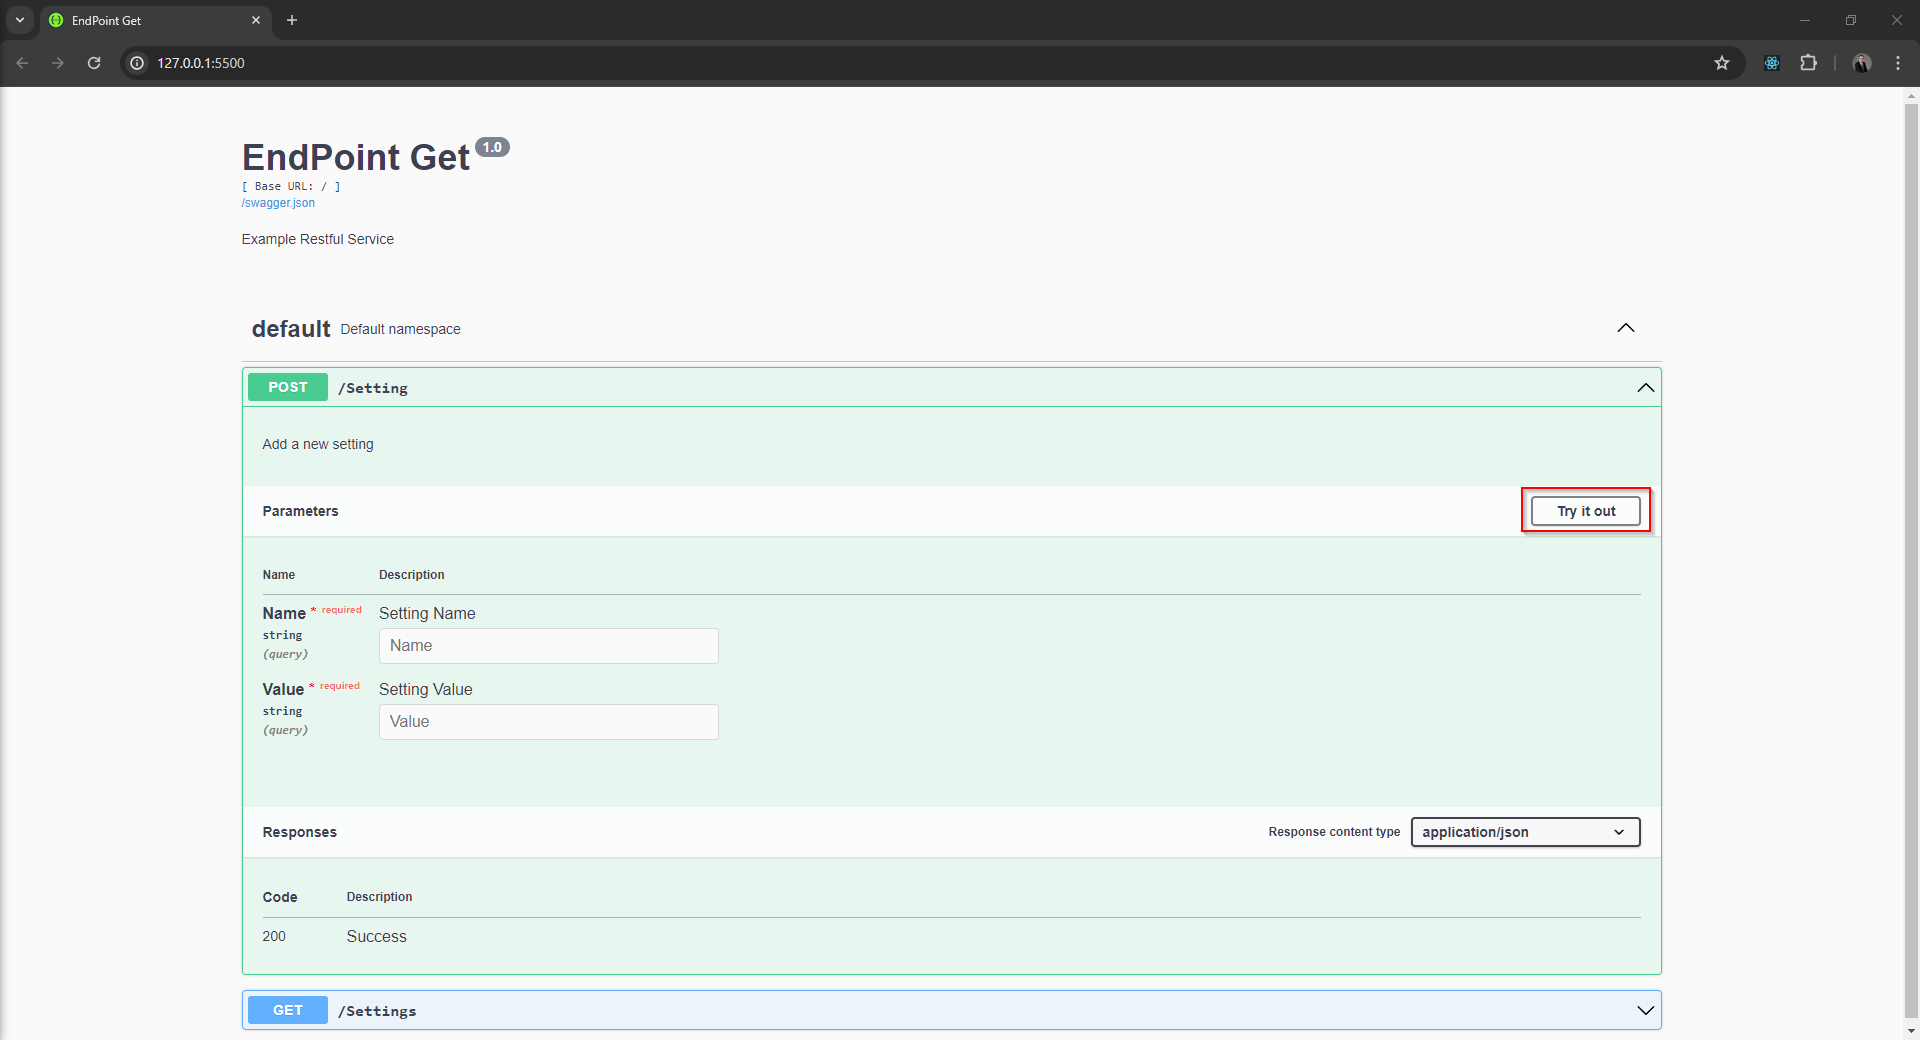 EndPoint Get
127.0.0.1:5500
EndPoint Get 1.0
[ Base URL: / ]
/swagger.json
Example Restful Service
default Default namespace
POST /Setting
Add a new setting
Parameters Try it out
Name Description
Name * required Setting Name
string
(query)
Name
Value * required Setting Value
string
(query)
Value
Responses Response content type application/json
Code Description
200 Success
GET /Settings